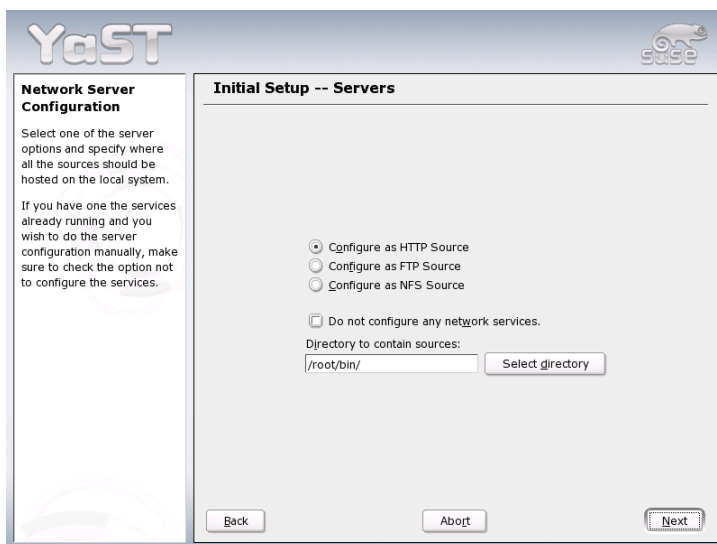 YaST
SUSE
Network Server
Configuration
Select one of the server
options and specify where
all the sources should be
hosted on the local system.
If you have one the services
already running and you
wish to do the server
configuration manually, make
sure to check the option not
to configure the services.
Initial Setup -- Servers
Configure as HTTP Source
Configure as FTP Source
Configure as NFS Source
Do not configure any network services.
Directory to contain sources:
/root/bin/ Select directory
Back Abort Next